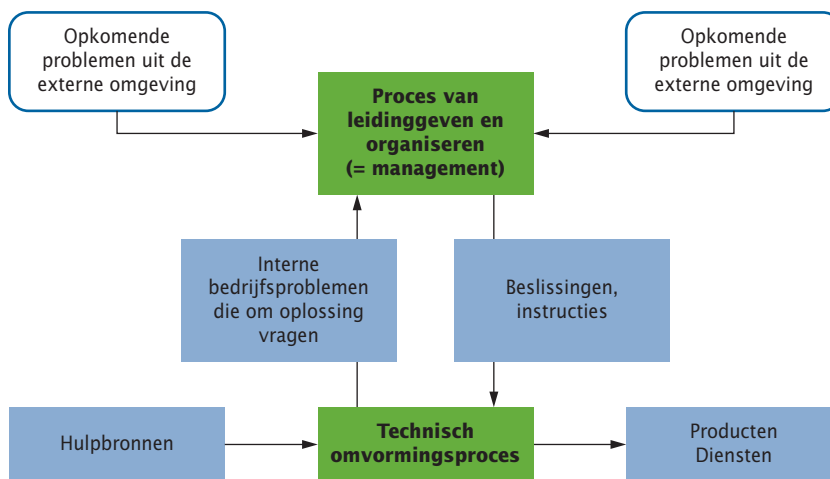 Opkomende
problemen uit de
externe omgeving
Opkomende
problemen uit de
externe omgeving
Proces van
leidinggeven en
organiseren
(= management)
Interne
bedrijfsproblemen
die om oplossing
vragen
Beslissingen,
instructies
Hulpbronnen
Technisch
omvormingsproces
Producten
Diensten